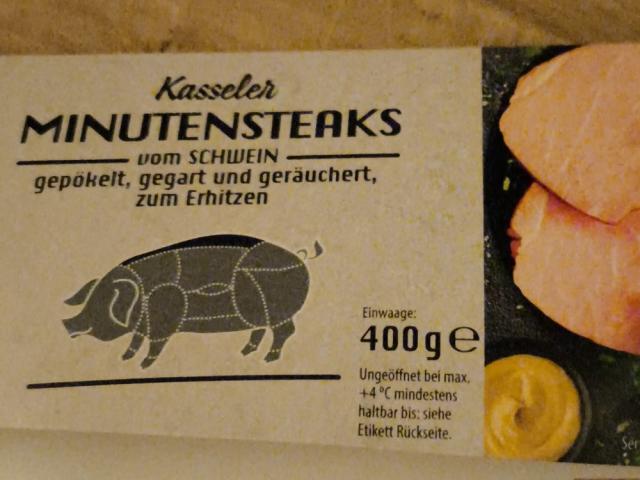 Kasseler
MINUTENSTEAKS
vom SCHWEIN
gepökelt, gegart und geräuchert,
zum Erhitzen
Einwaage:
400g ℮
Ungeöffnet bei max.
+4 °C mindestens
haltbar bis: siehe
Etikett Rückseite.